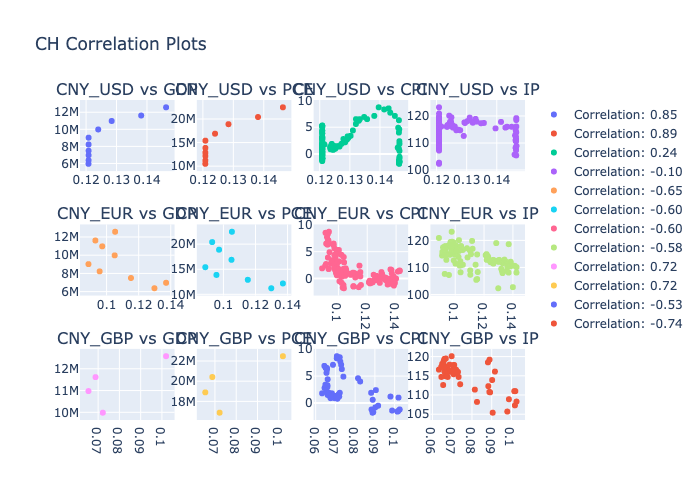 CH Correlation Plots
CNY_USD vs GDP CNY_USD vs PCE CNY_USD vs CPI CNY_USD vs IP
12M
11M
10M
9M
8M
7M
6M
0.12 0.13 0.14
20M
15M
10M
0.12 0.13 0.14
10
5
0
0.12 0.13 0.14
120
110
100
0.12 0.13 0.14
CNY_EUR vs GDP CNY_EUR vs PCE CNY_EUR vs CPI CNY_EUR vs IP
12M
10M
8M
6M
0.1 0.12 0.14
20M
15M
10M
0.1 0.12 0.14
10
5
0
0.1 0.12 0.14
120
110
100
0.1 0.12 0.14
CNY_GBP vs GDP CNY_GBP vs PCE CNY_GBP vs CPI CNY_GBP vs IP
12M
11M
10M
0.07 0.08 0.09 0.1
22M
20M
18M
0.07 0.08 0.09 0.1
10
5
0
0.06 0.07 0.08 0.09 0.1
120
115
110
105
0.06 0.07 0.08 0.09 0.1
Correlation: 0.85
Correlation: 0.89
Correlation: 0.24
Correlation: -0.10
Correlation: -0.65
Correlation: -0.60
Correlation: -0.60
Correlation: -0.58
Correlation: 0.72
Correlation: 0.72
Correlation: -0.53
Correlation: -0.74